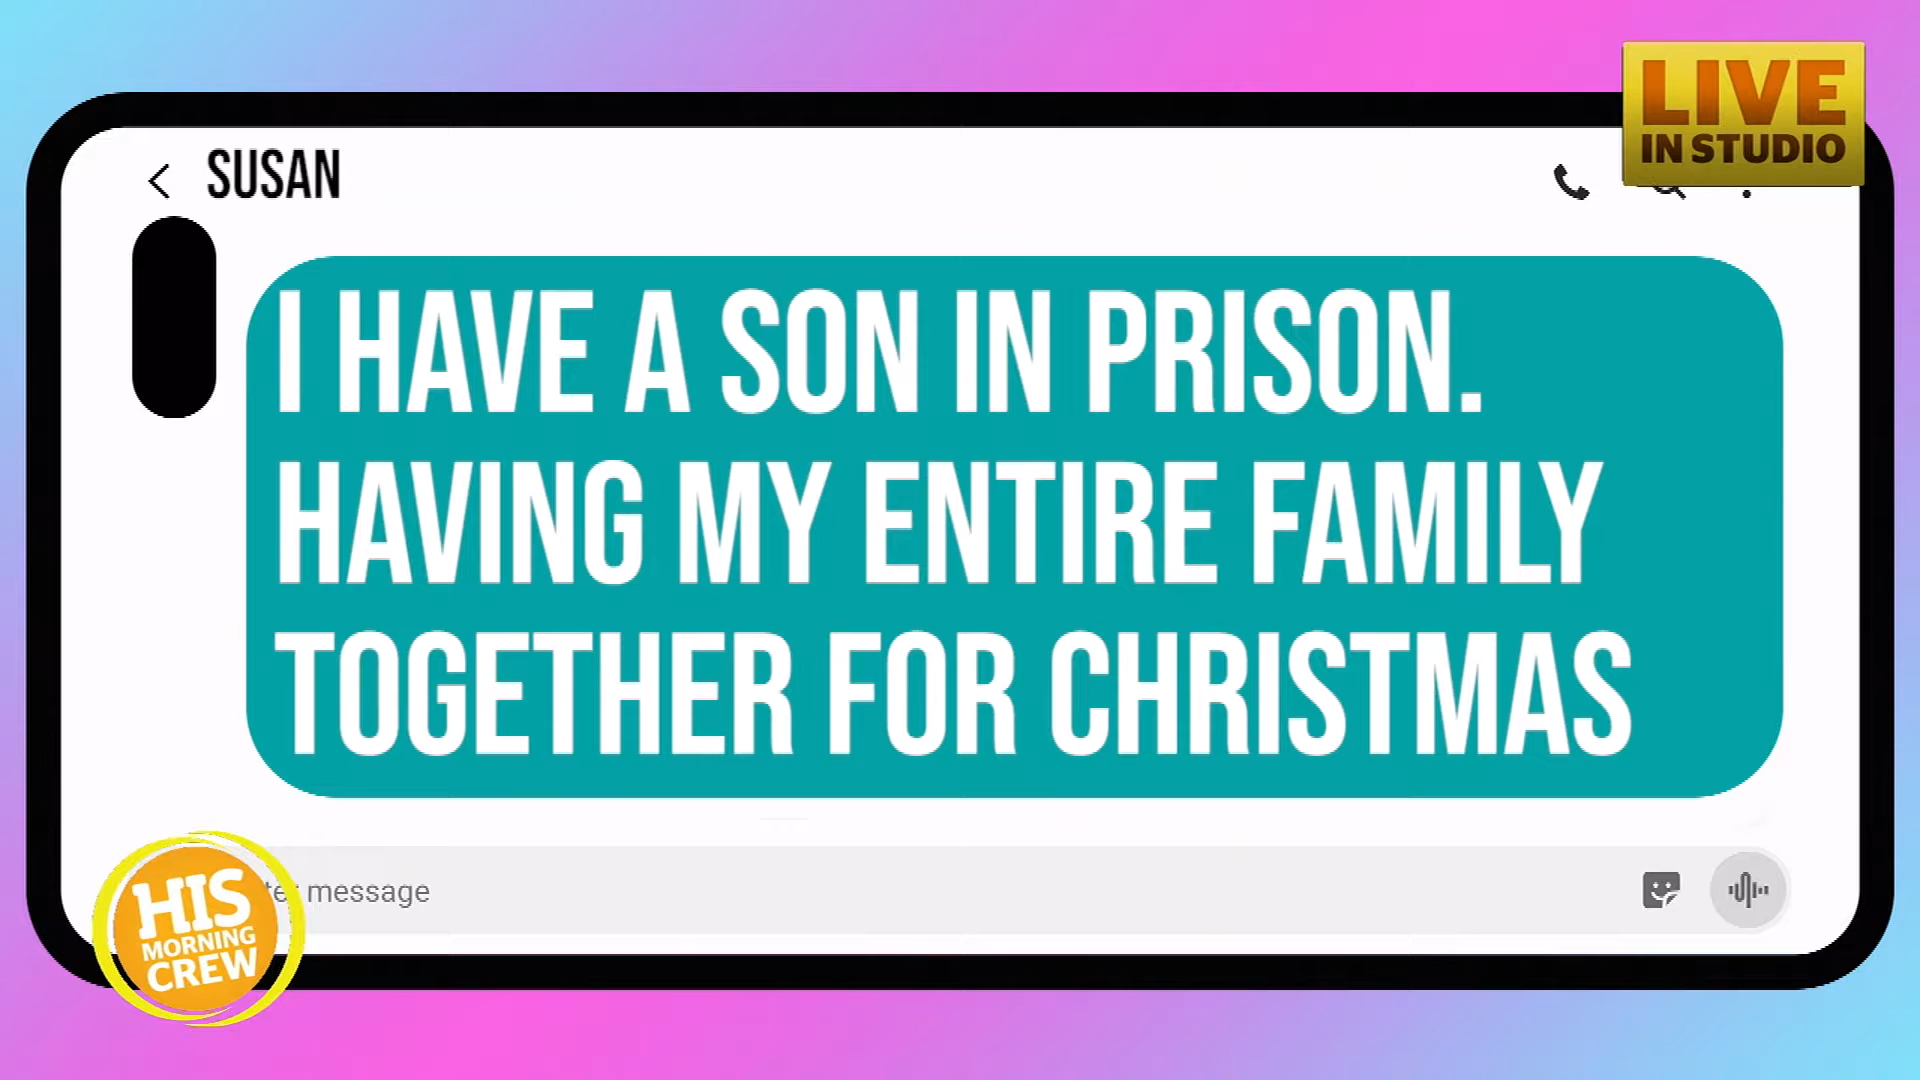 LIVE
IN STUDIO
SUSAN
I HAVE A SON IN PRISON.
HAVING MY ENTIRE FAMILY
TOGETHER FOR CHRISTMAS
message
HIS
MORNING
CREW